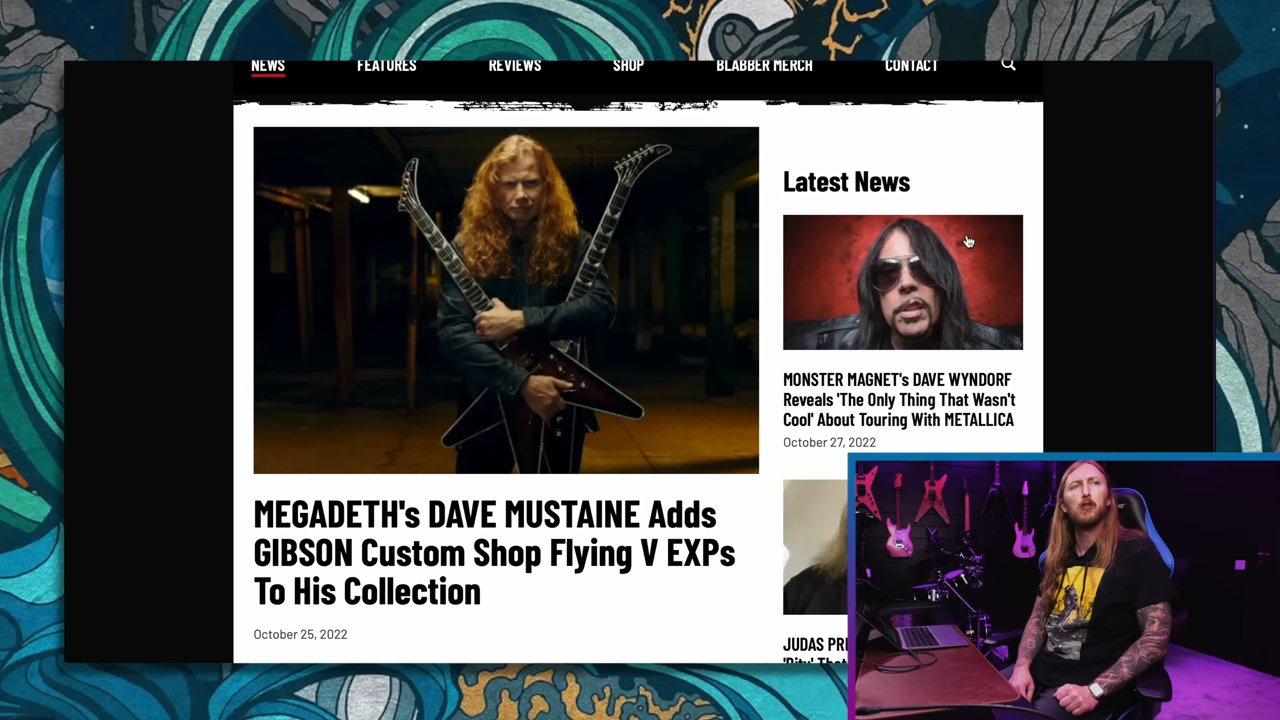 NEWS
FEATURES
REVIEWS
SHOP
BLABBER MERCH
CONTACT
MEGADETH's DAVE MUSTAINE Adds
GIBSON Custom Shop Flying V EXPs
To His Collection
October 25, 2022
Latest News
MONSTER MAGNET's DAVE WYNDORF
Reveals 'The Only Thing That Wasn't
Cool' About Touring With METALLICA
October 27, 2022
JUDAS PRI